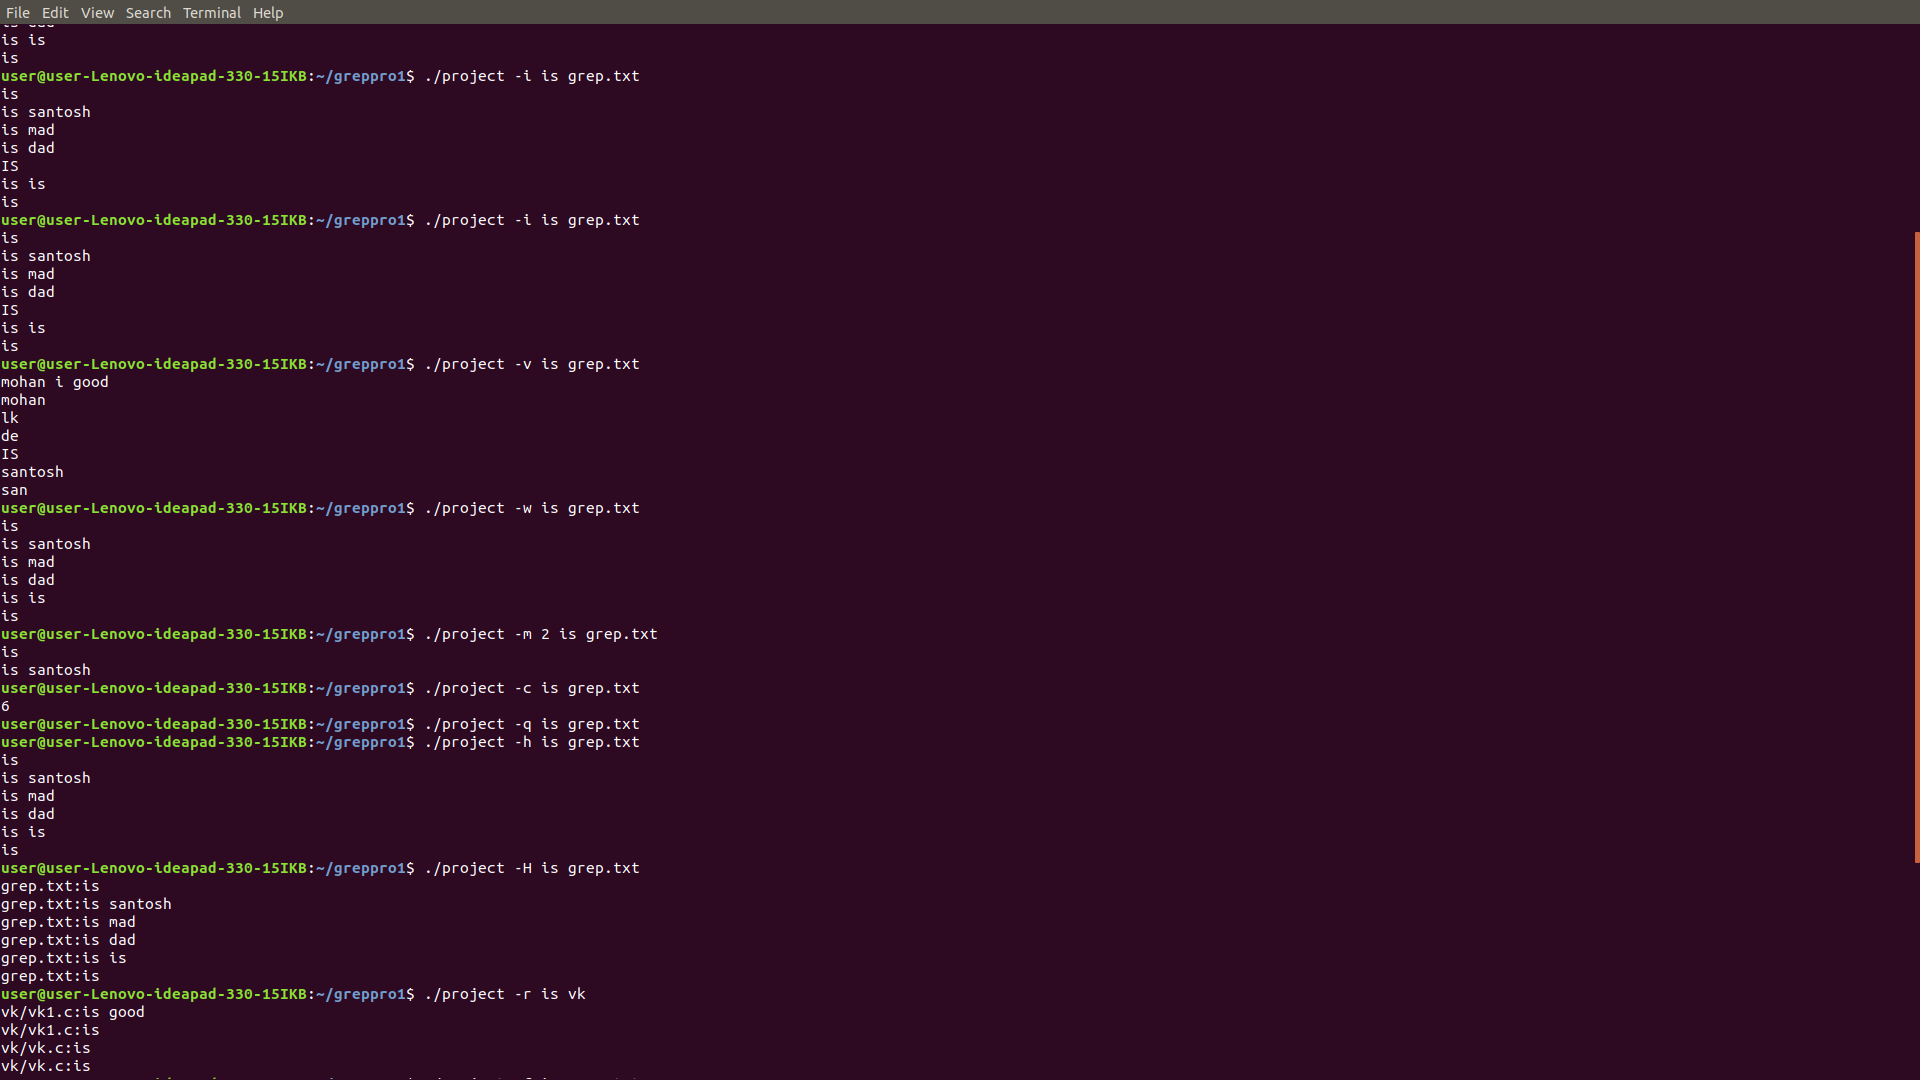 File Edit View Search Terminal Help
is dad
is is
is
user@user-Lenovo-ideapad-330-15IKB:~/greppro1$ ./project -i is grep.txt
is
is santosh
is mad
is dad
IS
is is
is
user@user-Lenovo-ideapad-330-15IKB:~/greppro1$ ./project -i is grep.txt
is
is santosh
is mad
is dad
IS
is is
is
user@user-Lenovo-ideapad-330-15IKB:~/greppro1$ ./project -v is grep.txt
mohan i good
mohan
lk
de
IS
santosh
san
user@user-Lenovo-ideapad-330-15IKB:~/greppro1$ ./project -w is grep.txt
is
is santosh
is mad
is dad
is is
is
user@user-Lenovo-ideapad-330-15IKB:~/greppro1$ ./project -m 2 is grep.txt
is
is santosh
user@user-Lenovo-ideapad-330-15IKB:~/greppro1$ ./project -c is grep.txt
6
user@user-Lenovo-ideapad-330-15IKB:~/greppro1$ ./project -q is grep.txt
user@user-Lenovo-ideapad-330-15IKB:~/greppro1$ ./project -h is grep.txt
is
is santosh
is mad
is dad
is is
is
user@user-Lenovo-ideapad-330-15IKB:~/greppro1$ ./project -H is grep.txt
grep.txt:is
grep.txt:is santosh
grep.txt:is mad
grep.txt:is dad
grep.txt:is is
grep.txt:is
user@user-Lenovo-ideapad-330-15IKB:~/greppro1$ ./project -r is vk
vk/vk1.c:is good
vk/vk1.c:is
vk/vk.c:is
vk/vk.c:is